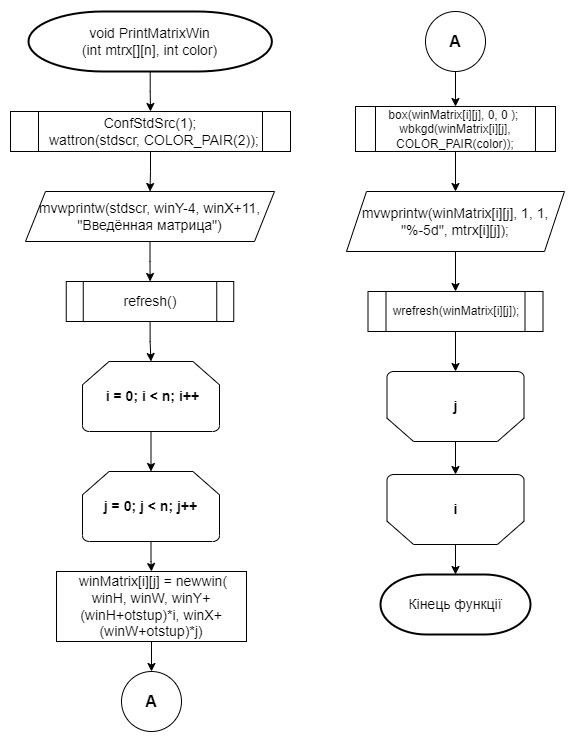 void PrintMatrixWin
(int mtrx[][n], int color)
ConfStdSrc(1);
wattron(stdscr, COLOR_PAIR(2));
mvwprintw(stdscr, winY-4, winX+11,
"Введённая матрица")
refresh()
i = 0; i < n; i++
j = 0; j < n; j++
winMatrix[i][j] = newwin(
winH, winW, winY+
(winH+otstup)*i, winX+
(winW+otstup)*j)
A
A
box(winMatrix[i][j], 0, 0 );
wbkgd(winMatrix[i][j],
COLOR_PAIR(color));
mvwprintw(winMatrix[i][j], 1, 1,
"%-5d", mtrx[i][j]);
wrefresh(winMatrix[i][j]);
j
i
Кінець функції